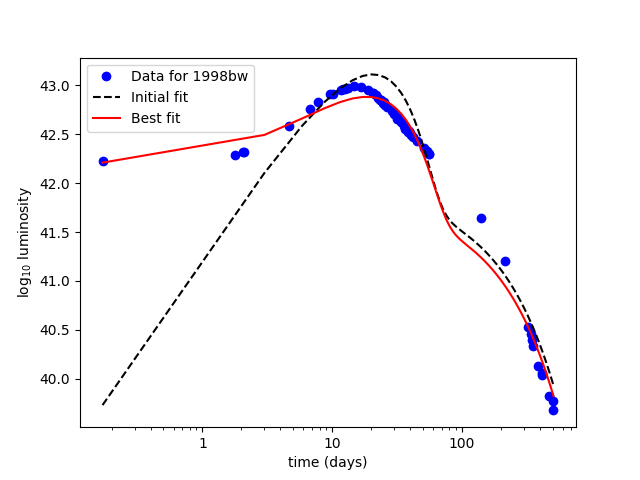 Data for 1998bw
Initial fit
Best fit
43.0
42.5
42.0
41.5
41.0
40.5
40.0
log₁₀ luminosity
1
10
100
time (days)